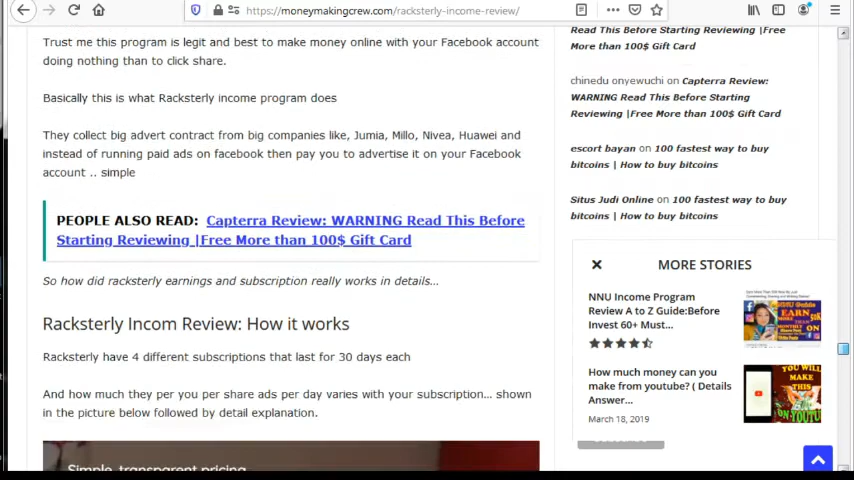 https://moneymakingcrew.com/racksterly-income-review/
Trust me this program is legit and best to make money online with your Facebook account
doing nothing than to click share.
Basically this is what Racksterly income program does
They collect big advert contract from big companies like, Jumia, Millo, Nivea, Huawei and
instead of running paid ads on facebook then pay you to advertise it on your Facebook
account .. simple
PEOPLE ALSO READ: Capterra Review: WARNING Read This Before
Starting Reviewing |Free More than 100$ Gift Card
So how did racksterly earnings and subscription really works in details...
Racksterly Incom Review: How it works
Racksterly have 4 different subscriptions that last for 30 days each
And how much they per you per share ads per day varies with your subscription... shown
in the picture below followed by detail explanation.
Simple, transparent pricing
Read This Before Starting Reviewing |Free
More than 100$ Gift Card
chinedu onyewuchi on Capterra Review:
WARNING Read This Before Starting
Reviewing |Free More than 100$ Gift Card
escort bayan on 100 fastest way to buy
bitcoins | How to buy bitcoins
Situs Judi Online on 100 fastest way to buy
bitcoins | How to buy bitcoins
MORE STORIES
NNU Income Program
Review A to Z Guide:Before
Invest 60+ Must...
How much money can you
make from youtube? ( Details
Answer...
March 18, 2019
YOU WILL
MAKE
THIS